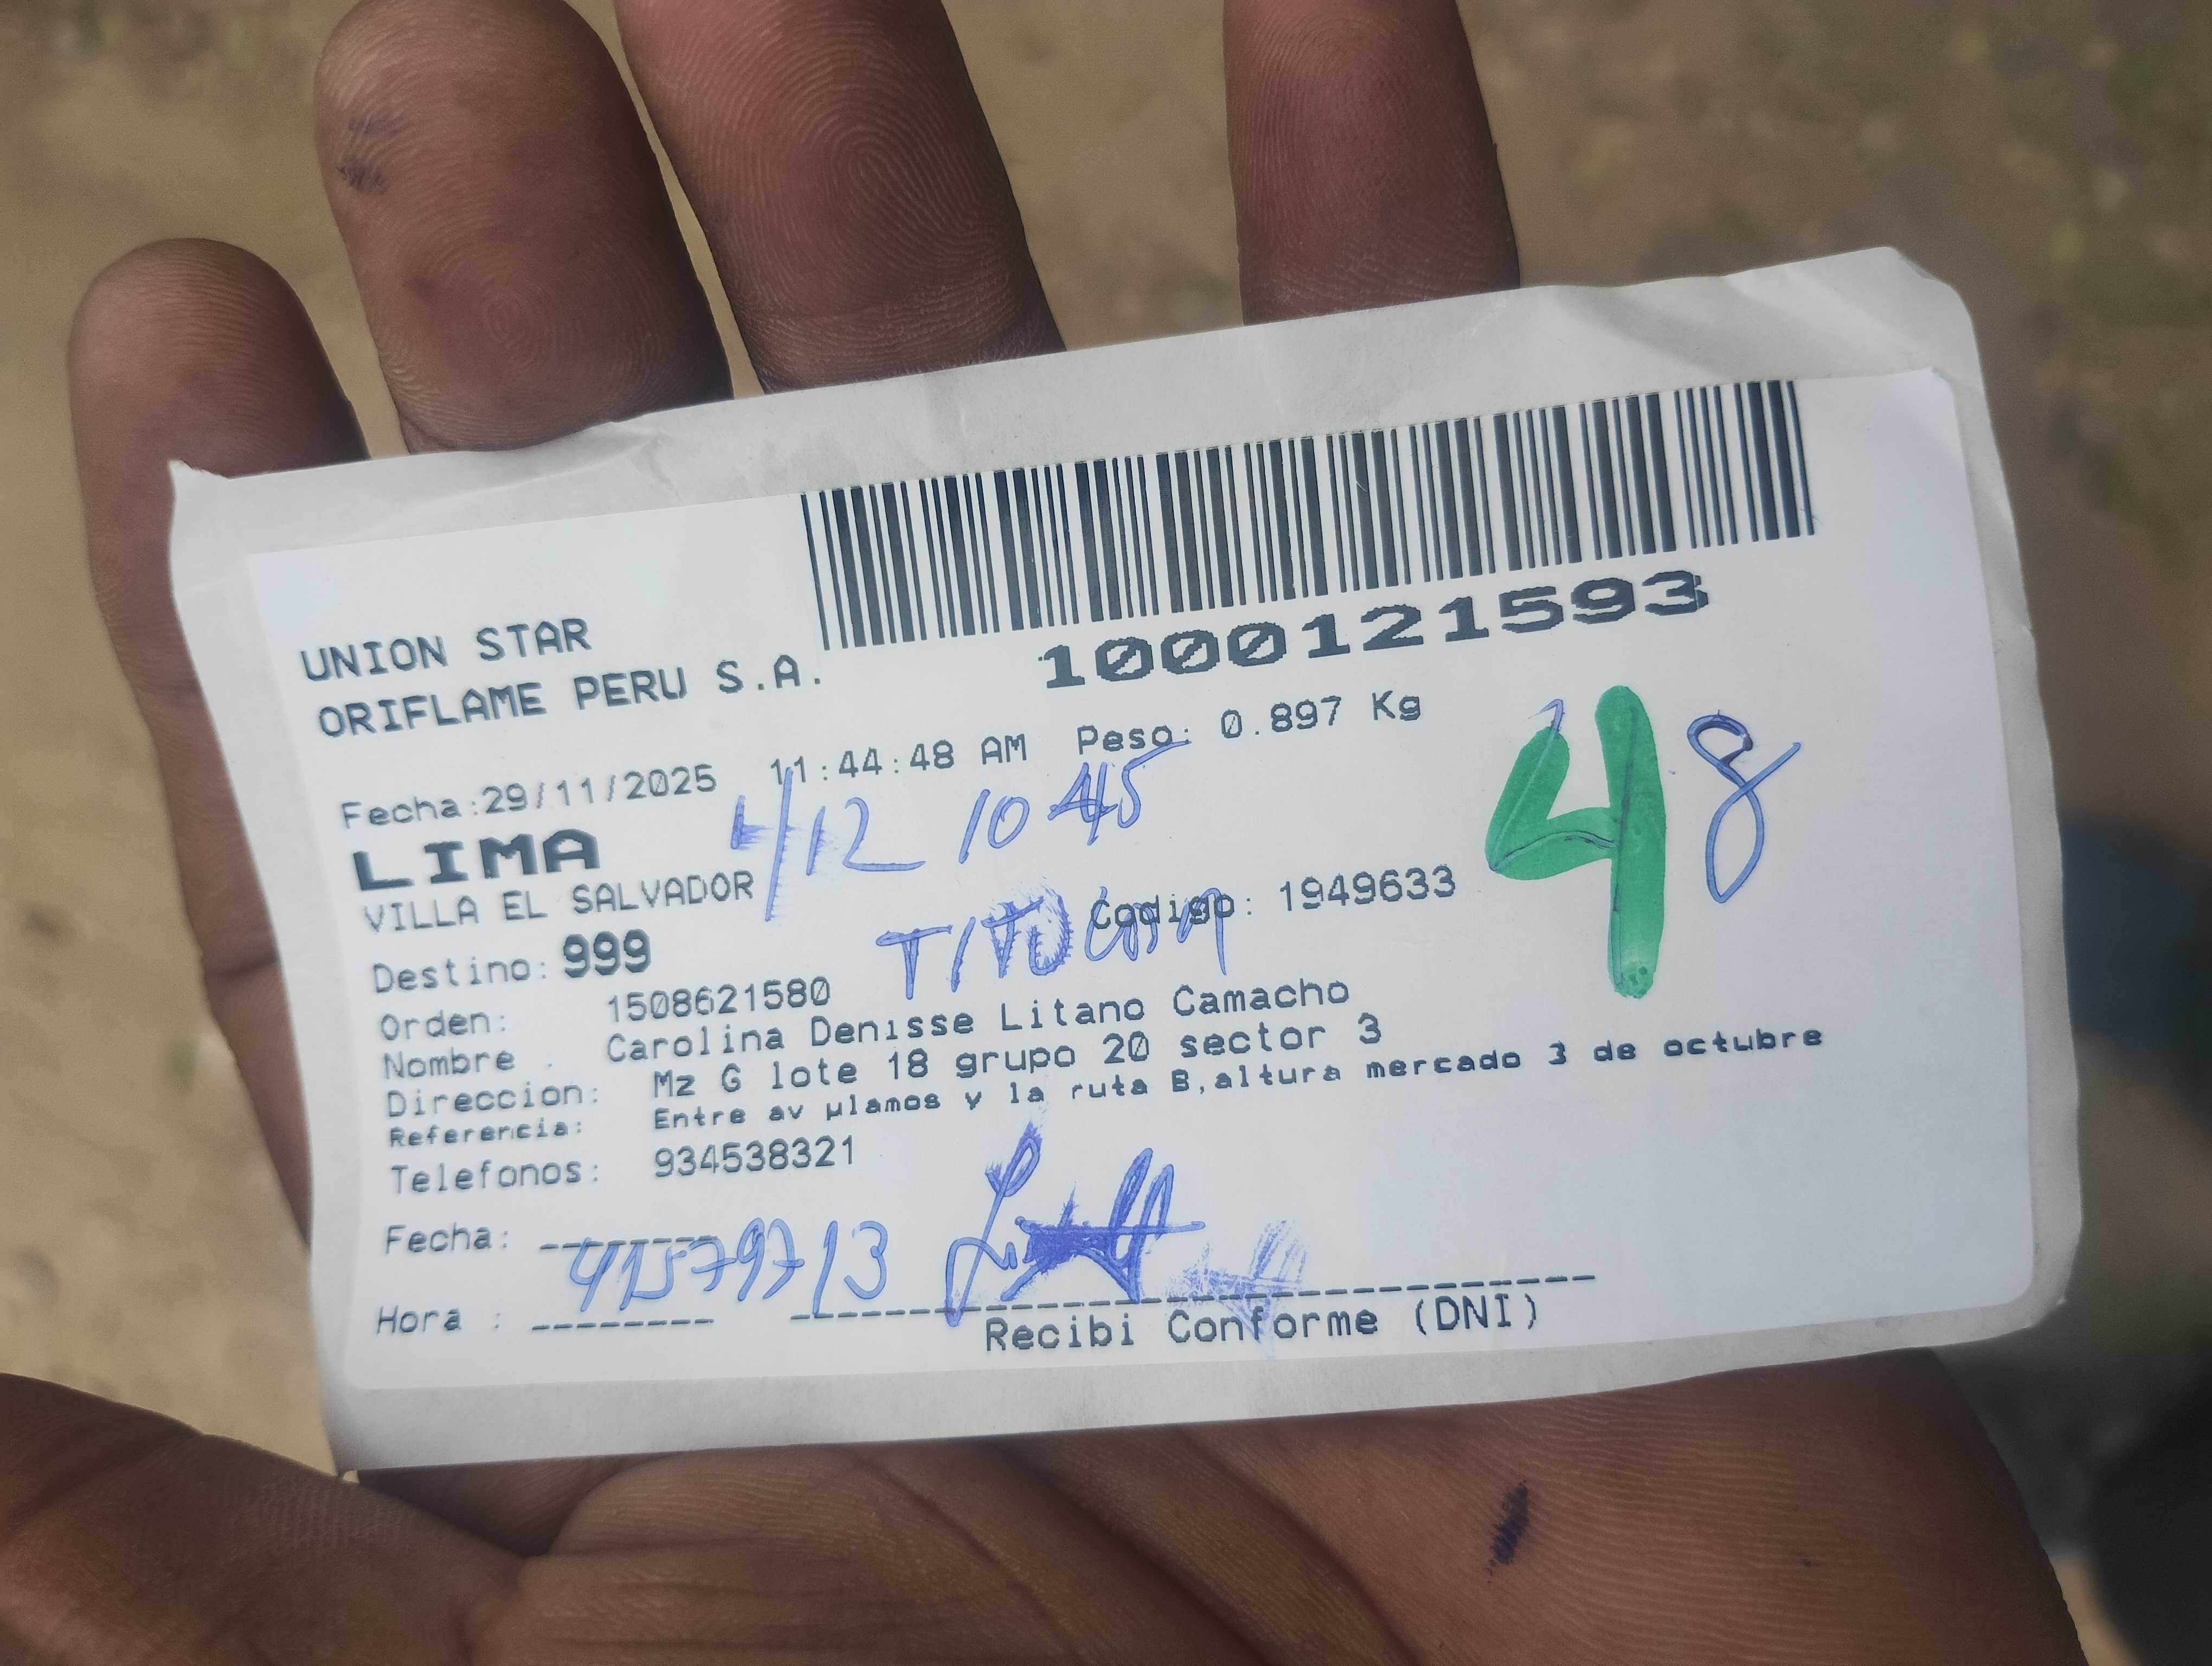 1000121593
UNION STAR
ORIFLAME PERU S.A.
Fecha:29/11/2025 11:44:48 AM Peso: 0.897 Kg
4/12 10 45
48
LIMA
VILLA EL SALVADOR
Codigo: 1949633
Destino: 999
TITO
Orden: 1508621580
Nombre : Carolina Denisse Litano Camacho
Direccion: Mz G lote 18 grupo 20 sector 3
Referencia: Entre av µlamos y la ruta B,altura mercado 3 de octubre
Telefonos: 934538321
Fecha: --------
Hora : --------
Recibi Conforme (DNI)